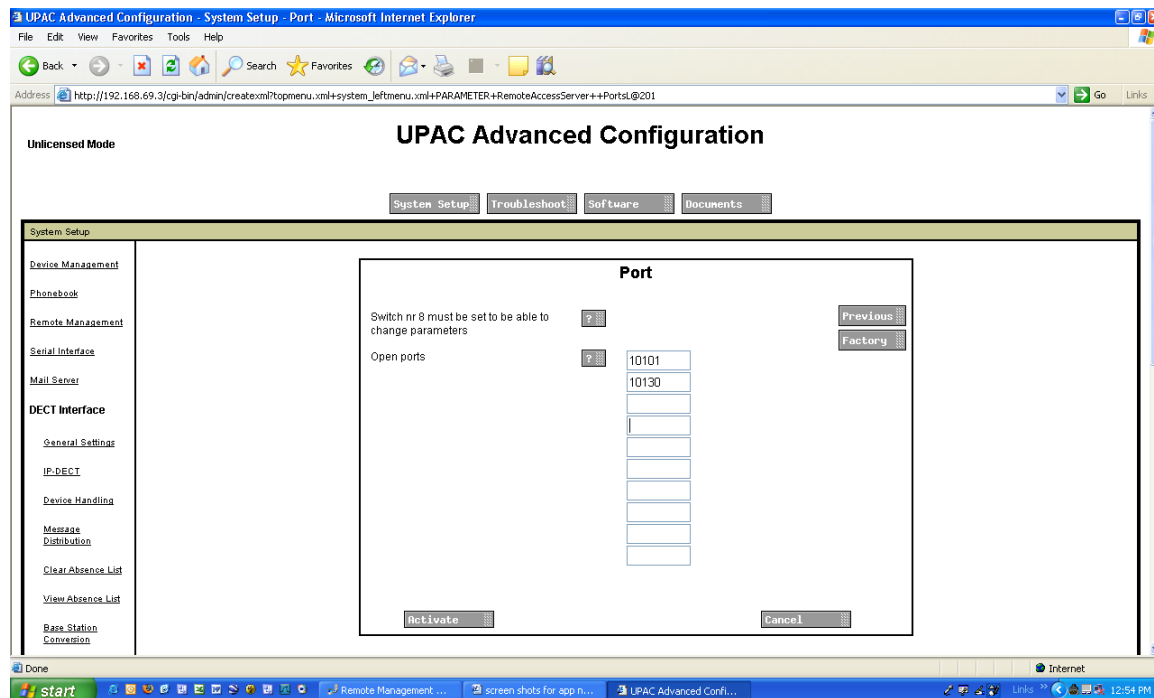 UPAC Advanced Configuration - System Setup - Port - Microsoft Internet Explorer
File Edit View Favorites Tools Help
Back Search Favorites
Address http://192.168.69.3/cgi-bin/admin/createxml?topmenu.xml+system_leftmenu.xml+PARAMETER+RemoteAccessServer++PortsL@201 Go Links
Unlicensed Mode
UPAC Advanced Configuration
System Setup Troubleshoot Software Documents
System Setup
Device Management
Phonebook
Remote Management
Serial Interface
Mail Server
DECT Interface
General Settings
IP-DECT
Device Handling
Message
Distribution
Clear Absence List
View Absence List
Base Station
Conversion
Port
Switch nr 8 must be set to be able to
change parameters
?
Previous
Factory
Open ports ? 10101
10130
Activate Cancel
Done Internet
start Remote Management ... screen shots for app n... UPAC Advanced Confi... Links » 12:54 PM